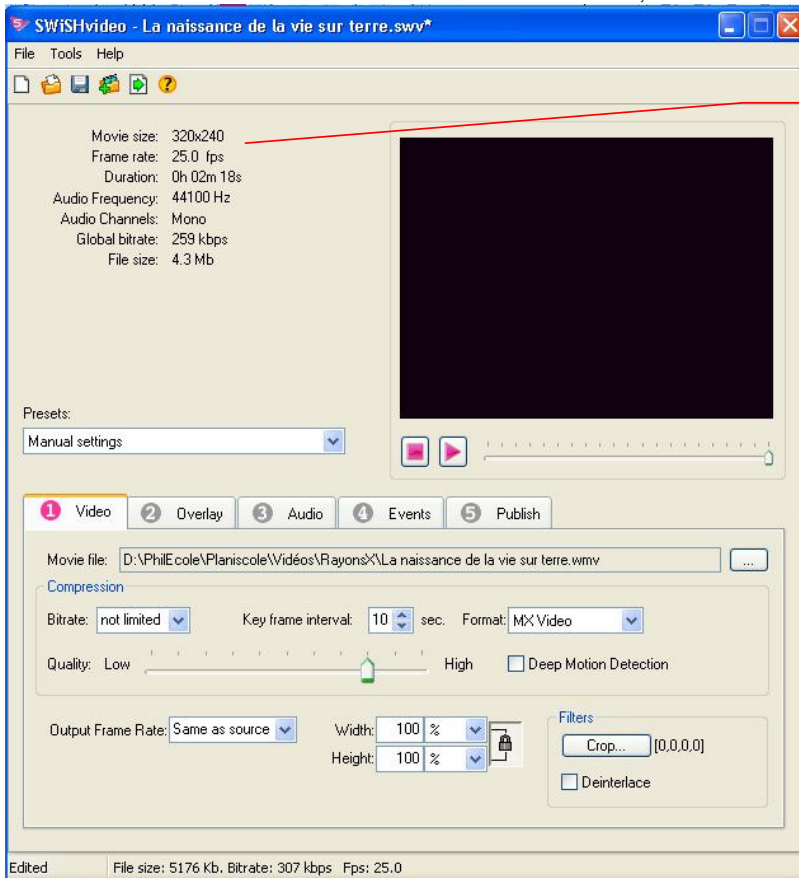 SWiSHvideo - La naissance de la vie sur terre.swv*
File Tools Help
Movie size: 320x240
Frame rate: 25.0 fps
Duration: 0h 02m 18s
Audio Frequency: 44100 Hz
Audio Channels: Mono
Global bitrate: 259 kbps
File size: 4.3 Mb
Presets:
Manual settings
1 Video 2 Overlay 3 Audio 4 Events 5 Publish
Movie file: D:\PhilEcole\Planiscole\Vidéos\RayonsX\La naissance de la vie sur terre.wmv ...
Compression
Bitrate: not limited Key frame interval: 10 sec. Format: MX Video
Quality: Low High Deep Motion Detection
Output Frame Rate: Same as source Width: 100 % Filters
Crop... [0,0,0,0]
Height: 100 %
Deinterlace
Edited File size: 5176 Kb. Bitrate: 307 kbps Fps: 25.0